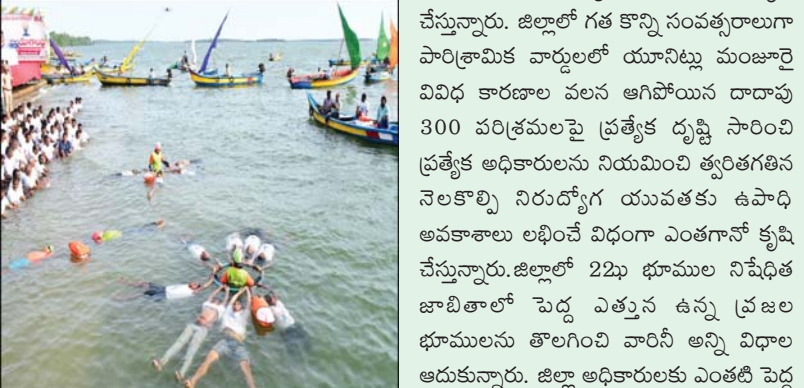 చేస్తున్నారు. జిల్లాలో గత కొన్ని సంవత్సరాలుగా
పారిశ్రామిక వార్డులలో యూనిట్లు మంజూరై
వివిధ కారణాల వలన ఆగిపోయిన దాదాపు
300 పరిశ్రమలపై ప్రత్యేక దృష్టి సారించి
ప్రత్యేక అధికారులను నియమించి త్వరితగతిన
నెలకొల్పి నిరుద్యోగ యువతకు ఉపాధి
అవకాశాలు లభించే విధంగా ఎంతగానో కృషి
చేస్తున్నారు.జిల్లాలో 22ఋ భూముల నిషేధిత
జాబితాలో పెద్ద ఎత్తున ఉన్న ప్రజల
భూములను తొలగించి వారినీ అన్ని విధాల
ఆదుకున్నారు. జిల్లా అధికారులకు ఎంతటి పెద్ద